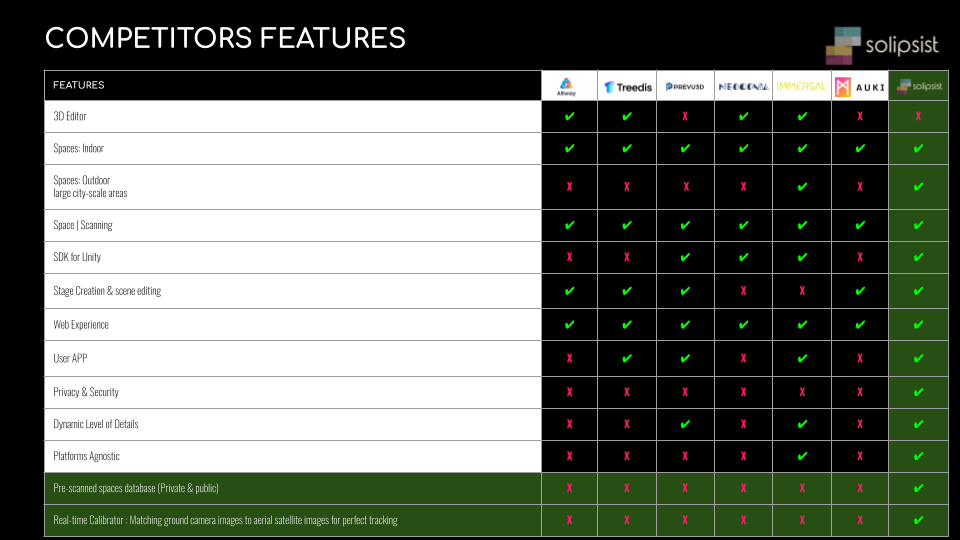 COMPETITORS FEATURES
solipsist
FEATURES
Treedis
PREVU3D
IMMERSAL
AUKI
solipsist
3D Editor
✔ ✔ X ✔ ✔ X X
Spaces: Indoor
✔ ✔ ✔ ✔ ✔ ✔ ✔
Spaces: Outdoor
large city-scale areas
X X X X ✔ X ✔
Space | Scanning
✔ ✔ ✔ ✔ ✔ ✔ ✔
SDK for Unity
X X ✔ ✔ ✔ X ✔
Stage Creation & scene editing
✔ ✔ ✔ X X ✔ ✔
Web Experience
✔ ✔ ✔ ✔ ✔ ✔ ✔
User APP
X ✔ ✔ X ✔ X ✔
Privacy & Security
X X X X X X ✔
Dynamic Level of Details
X X ✔ X ✔ X ✔
Platforms Agnostic
X X X X ✔ X ✔
Pre-scanned spaces database (Private & public)
X X X X X X ✔
Real-time Calibrator : Matching ground camera images to aerial satellite images for perfect tracking
X X X X X X ✔